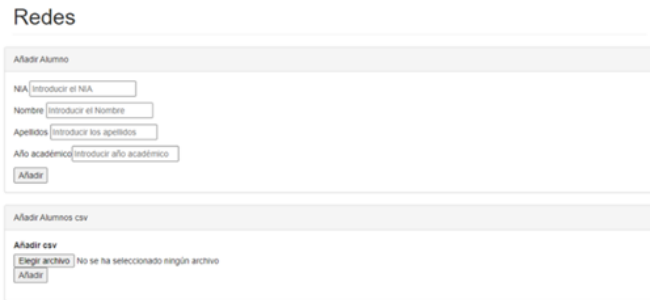 Redes
Añadir Alumno
NIA Introducir el NIA
Nombre Introducir el Nombre
Apellidos Introducir los apellidos
Año académico Introducir año académico
Añadir
Añadir Alumnos csv
Añadir csv
Elegir archivo No se ha seleccionado ningún archivo
Añadir